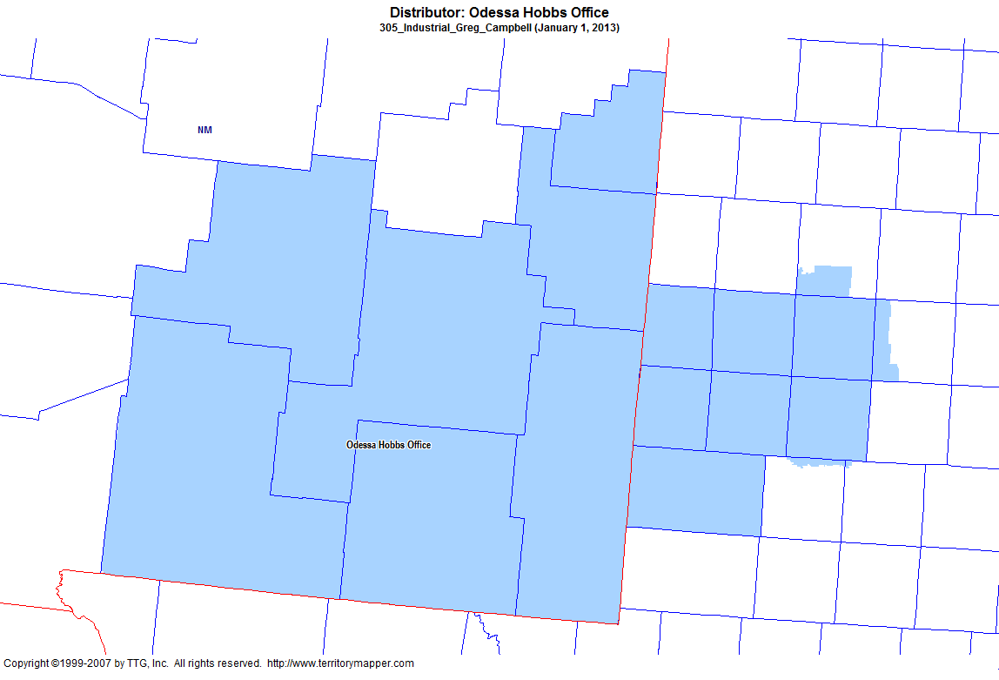 Distributor: Odessa Hobbs Office
305_Industrial_Greg_Campbell (January 1, 2013)
NM
Odessa Hobbs Office
Copyright ©1999-2007 by TTG, Inc.  All rights reserved.  http://www.territorymapper.com